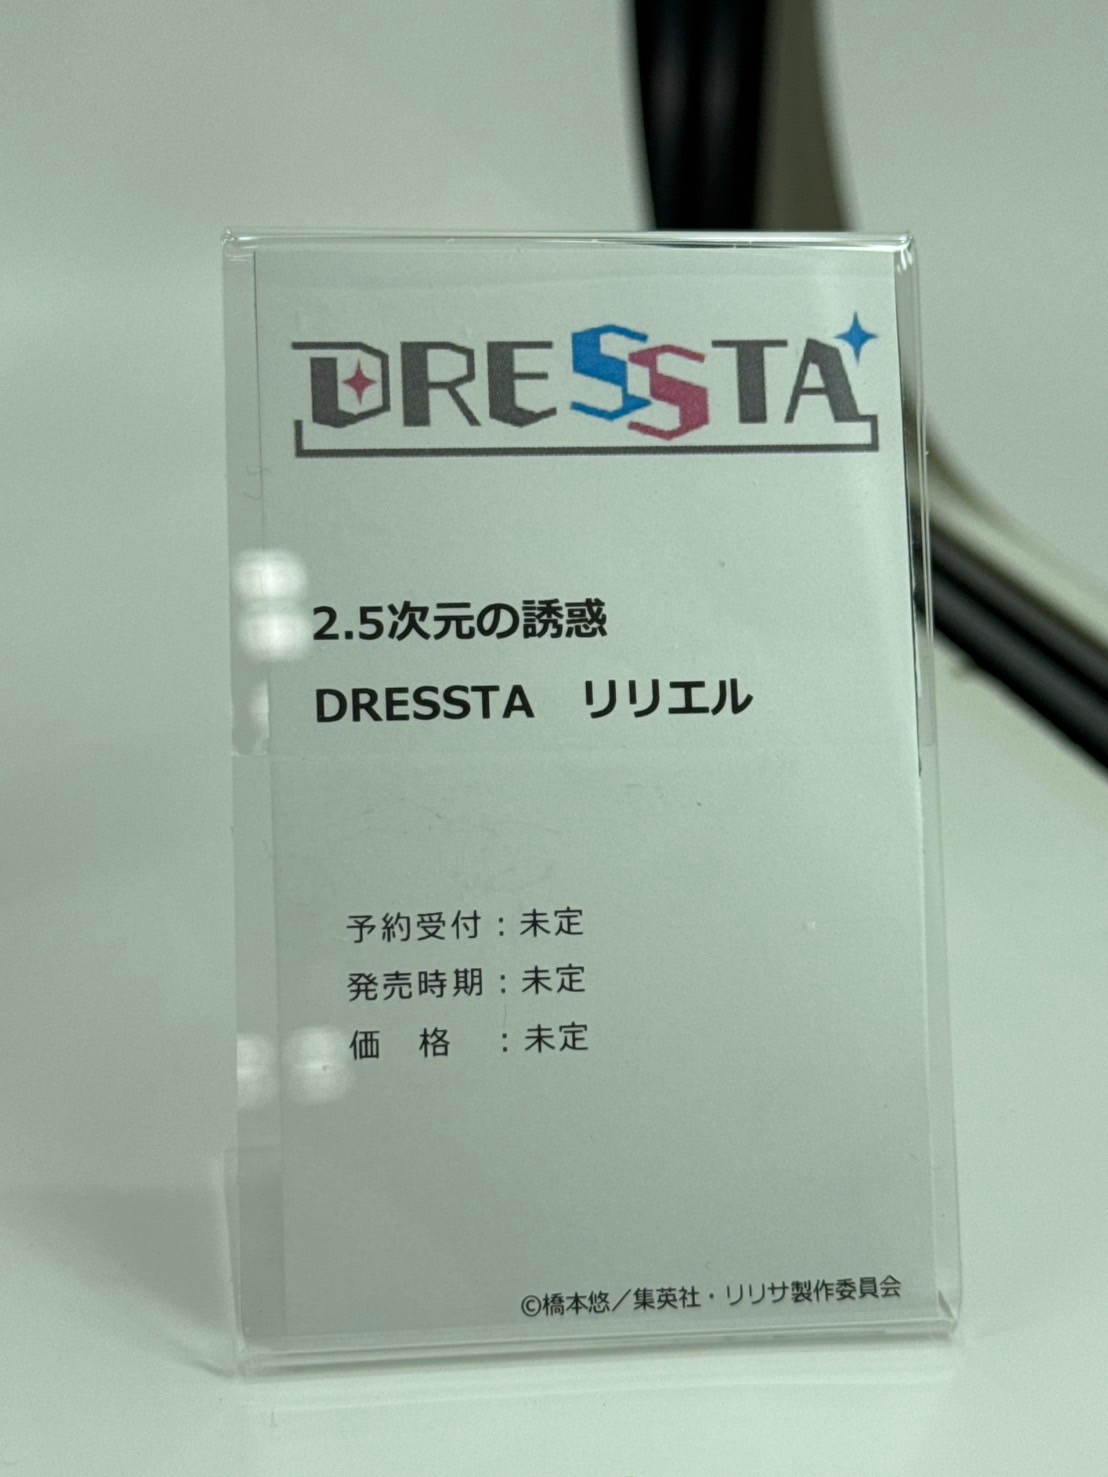 DRESSTA
2.5次元の誘惑
DRESSTA　リリエル
予約受付：未定
発売時期：未定
価　格　：未定
©橋本悠／集英社・リリサ製作委員会